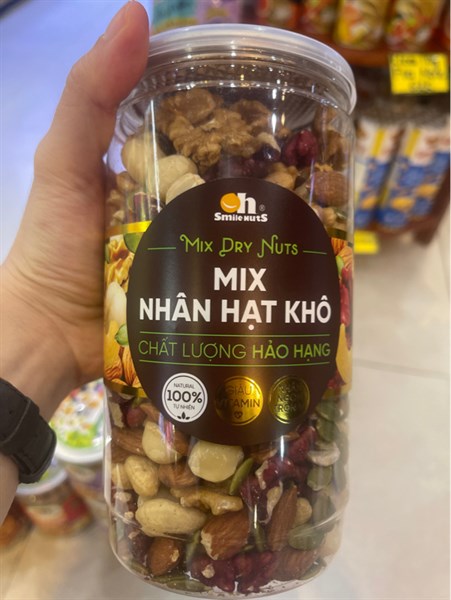 Oh ®
Smile Nuts
Mix Dry Nuts
MIX
NHÂN HẠT KHÔ
CHẤT LƯỢNG HẢO HẠNG
NATURAL
100%
TỰ NHIÊN
GIÀU
VITAMIN